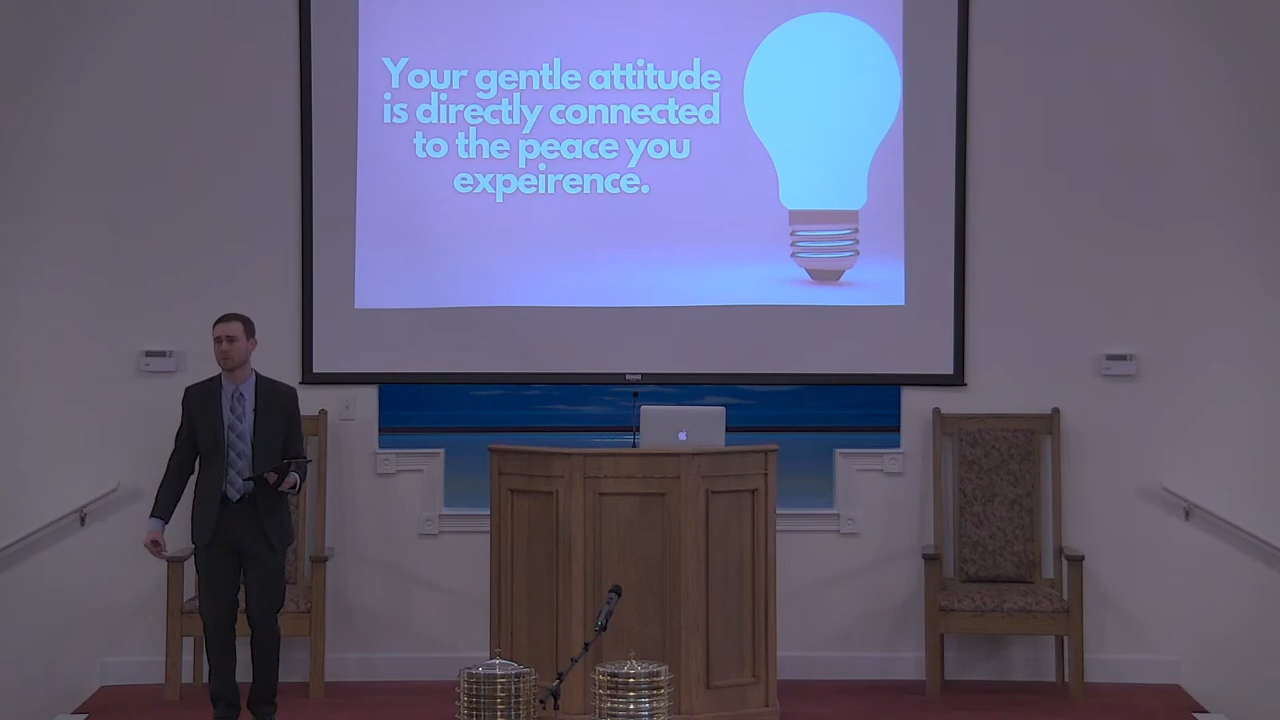 Your gentle attitude
is directly connected
to the peace you
expeirence.